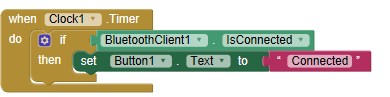 when Clock1 .Timer
do if BluetoothClient1 . IsConnected
then set Button1 . Text to " Connected "